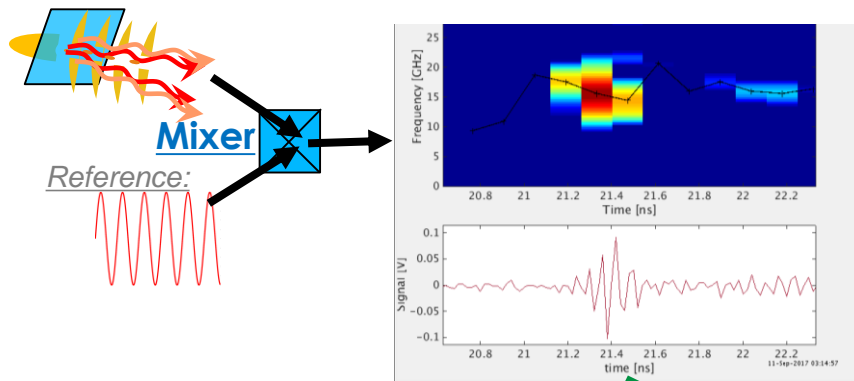 Mixer
Reference:
Frequency [GHz]
25
20
15
10
5
0
20.8 21 21.2 21.4 21.6 21.8 22 22.2
Time [ns]
Signal [V]
0.1
0.05
0
-0.05
-0.1
20.8 21 21.2 21.4 21.6 21.8 22 22.2
time [ns]
11-Sep-2017 03:14:57